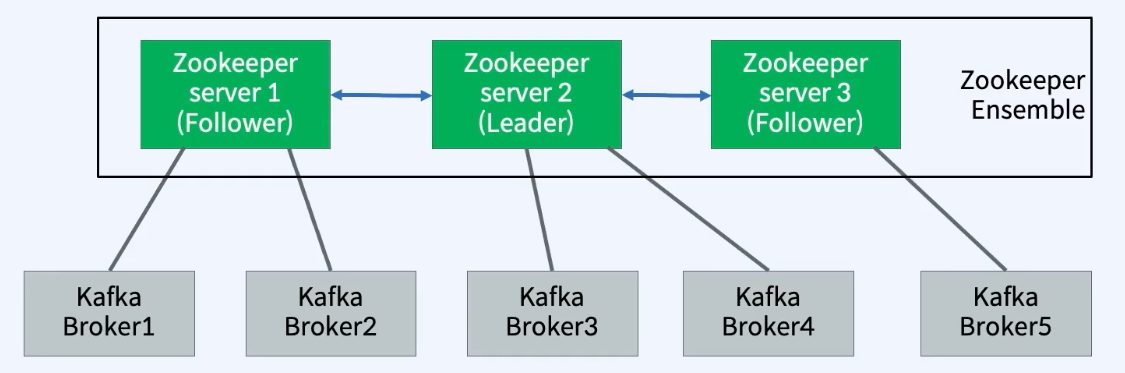 Zookeeper
server 1
(Follower)
Zookeeper
server 2
(Leader)
Zookeeper
server 3
(Follower)
Zookeeper
Ensemble
Kafka
Broker1
Kafka
Broker2
Kafka
Broker3
Kafka
Broker4
Kafka
Broker5